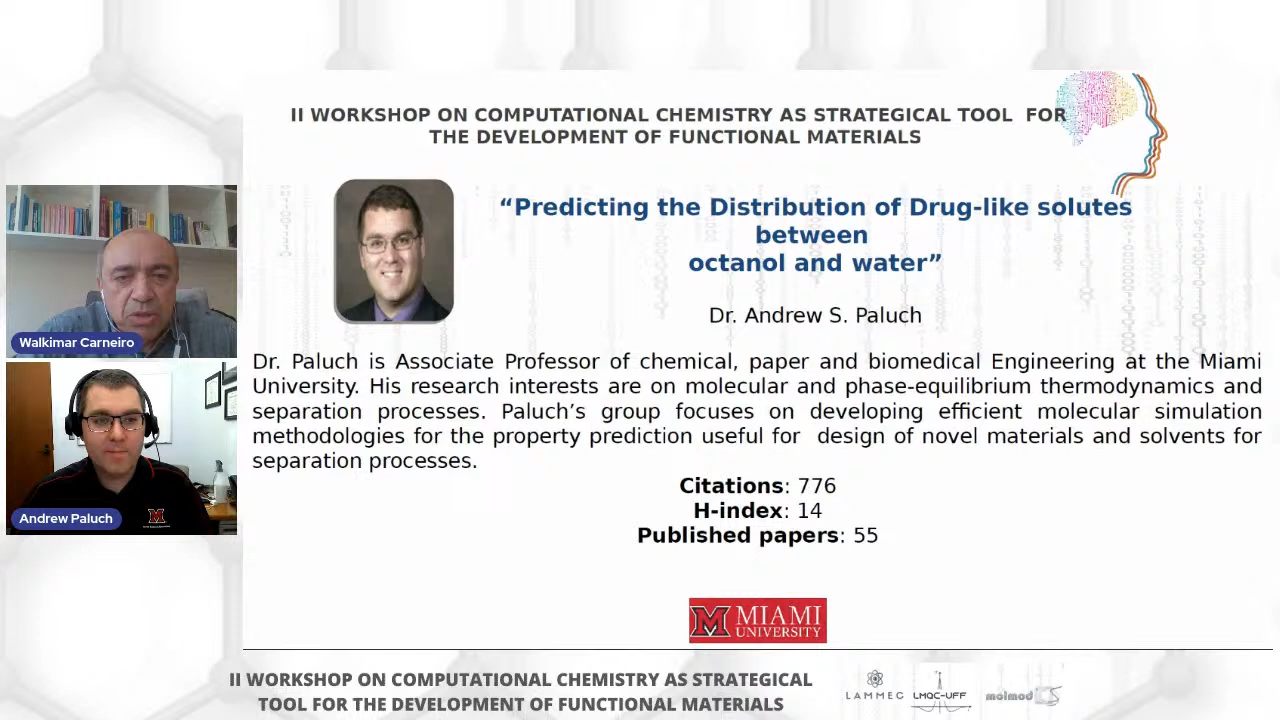 II WORKSHOP ON COMPUTATIONAL CHEMISTRY AS STRATEGICAL TOOL FOR
THE DEVELOPMENT OF FUNCTIONAL MATERIALS
“Predicting the Distribution of Drug-like solutes
between
octanol and water”
Dr. Andrew S. Paluch
Walkimar Carneiro
Andrew Paluch
Dr. Paluch is Associate Professor of chemical, paper and biomedical Engineering at the Miami
University. His research interests are on molecular and phase-equilibrium thermodynamics and
separation processes. Paluch’s group focuses on developing efficient molecular simulation
methodologies for the property prediction useful for design of novel materials and solvents for
separation processes.
Citations: 776
H-index: 14
Published papers: 55
M MIAMI
UNIVERSITY
II WORKSHOP ON COMPUTATIONAL CHEMISTRY AS STRATEGICAL
TOOL FOR THE DEVELOPMENT OF FUNCTIONAL MATERIALS
LAMMEC
LMQC-UFF
molmod